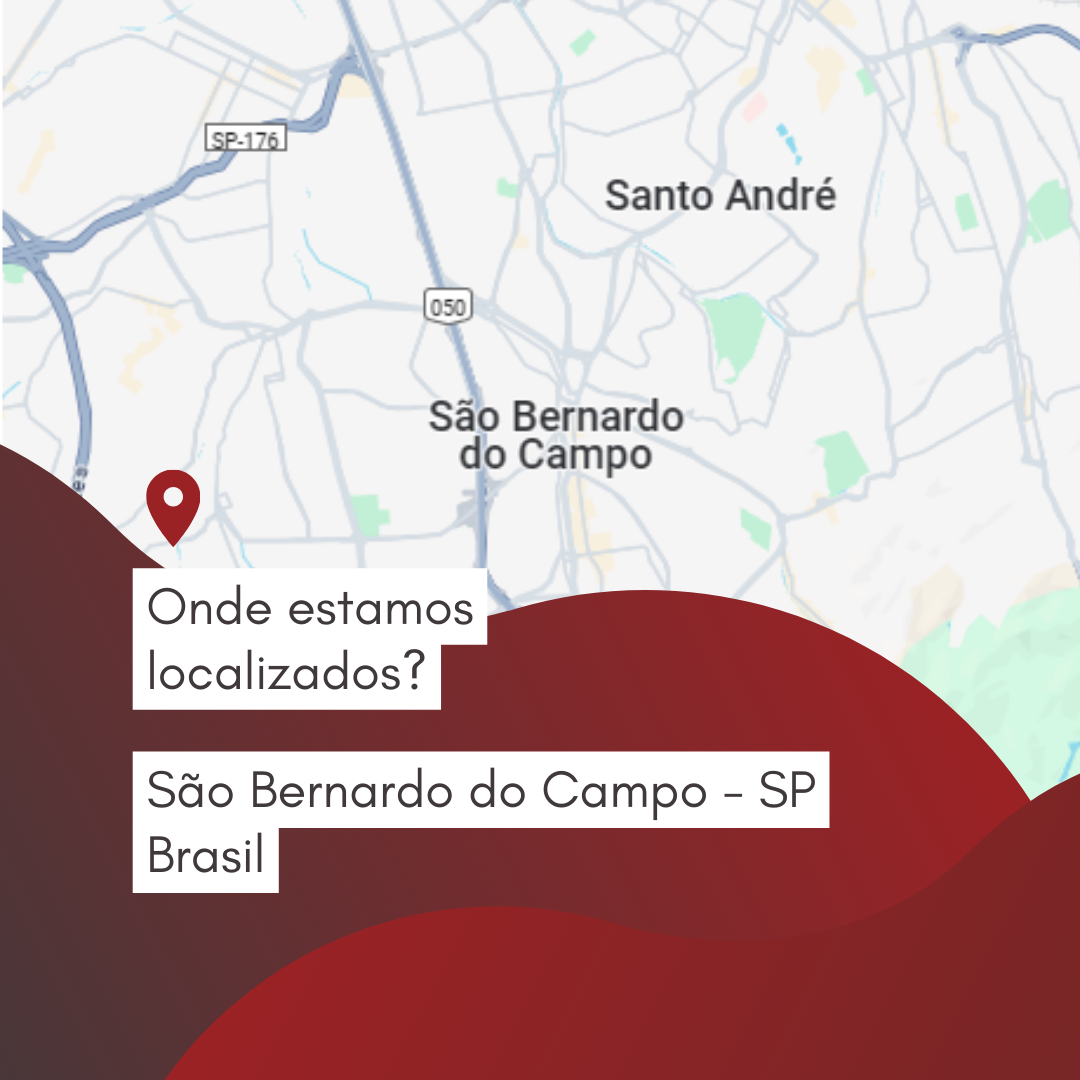 SP-176
Santo André
050
São Bernardo
do Campo
Onde estamos
localizados?
São Bernardo do Campo - SP
Brasil